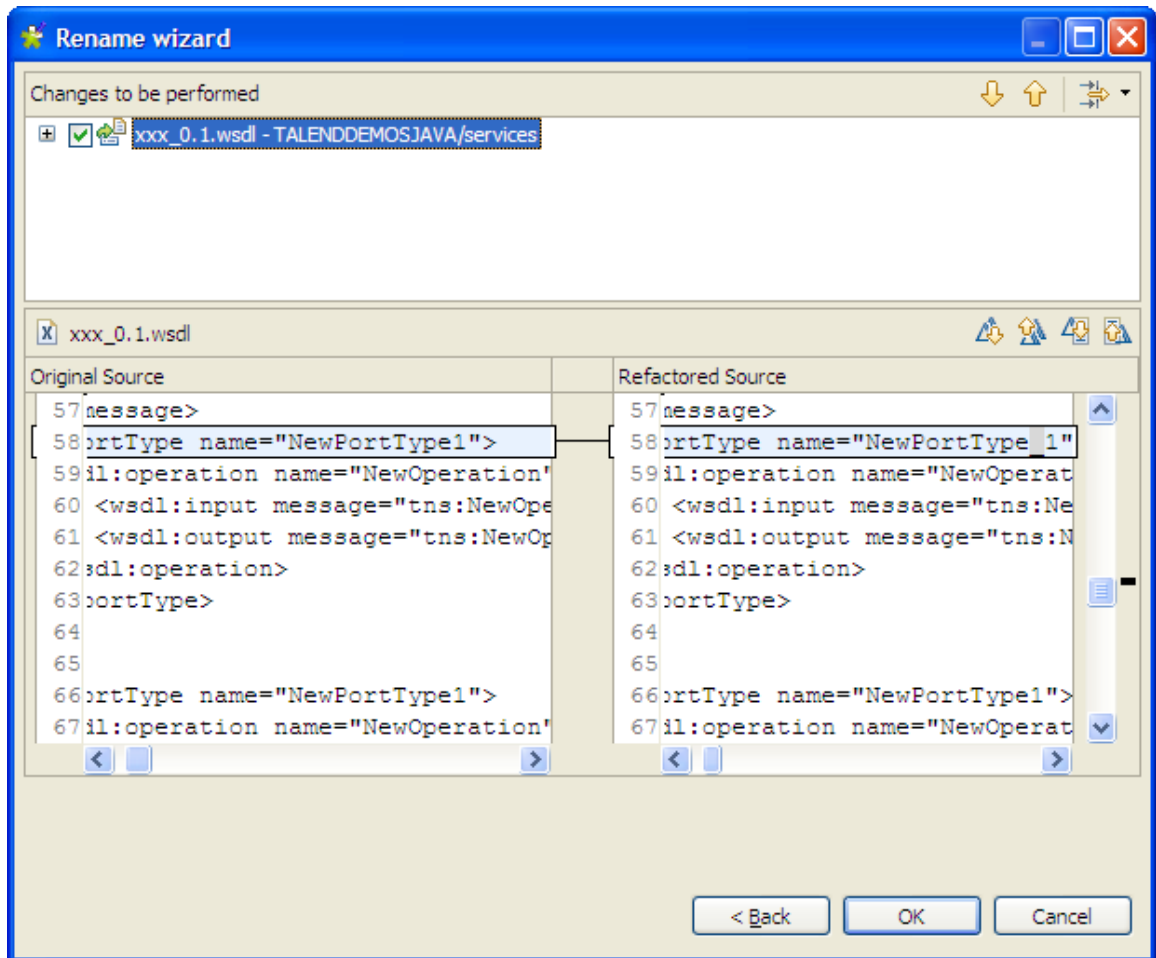 Rename wizard
Changes to be performed
xxx_0.1.wsdl - TALENDDEMOSJAVA/services
xxx_0.1.wsdl
Original Source
Refactored Source
57 message>
58 ortType name="NewPortType1">
59 dl:operation name="NewOperation"
60 <wsdl:input message="tns:NewOpe
61 <wsdl:output message="tns:NewOp
62 sdl:operation>
63 portType>
64
65
66 ortType name="NewPortType1">
67 dl:operation name="NewOperation"
57 message>
58 ortType name="NewPortType_1"
59 dl:operation name="NewOperat
60 <wsdl:input message="tns:Ne
61 <wsdl:output message="tns:N
62 sdl:operation>
63 portType>
64
65
66 ortType name="NewPortType1">
67 dl:operation name="NewOperat
< Back
OK
Cancel